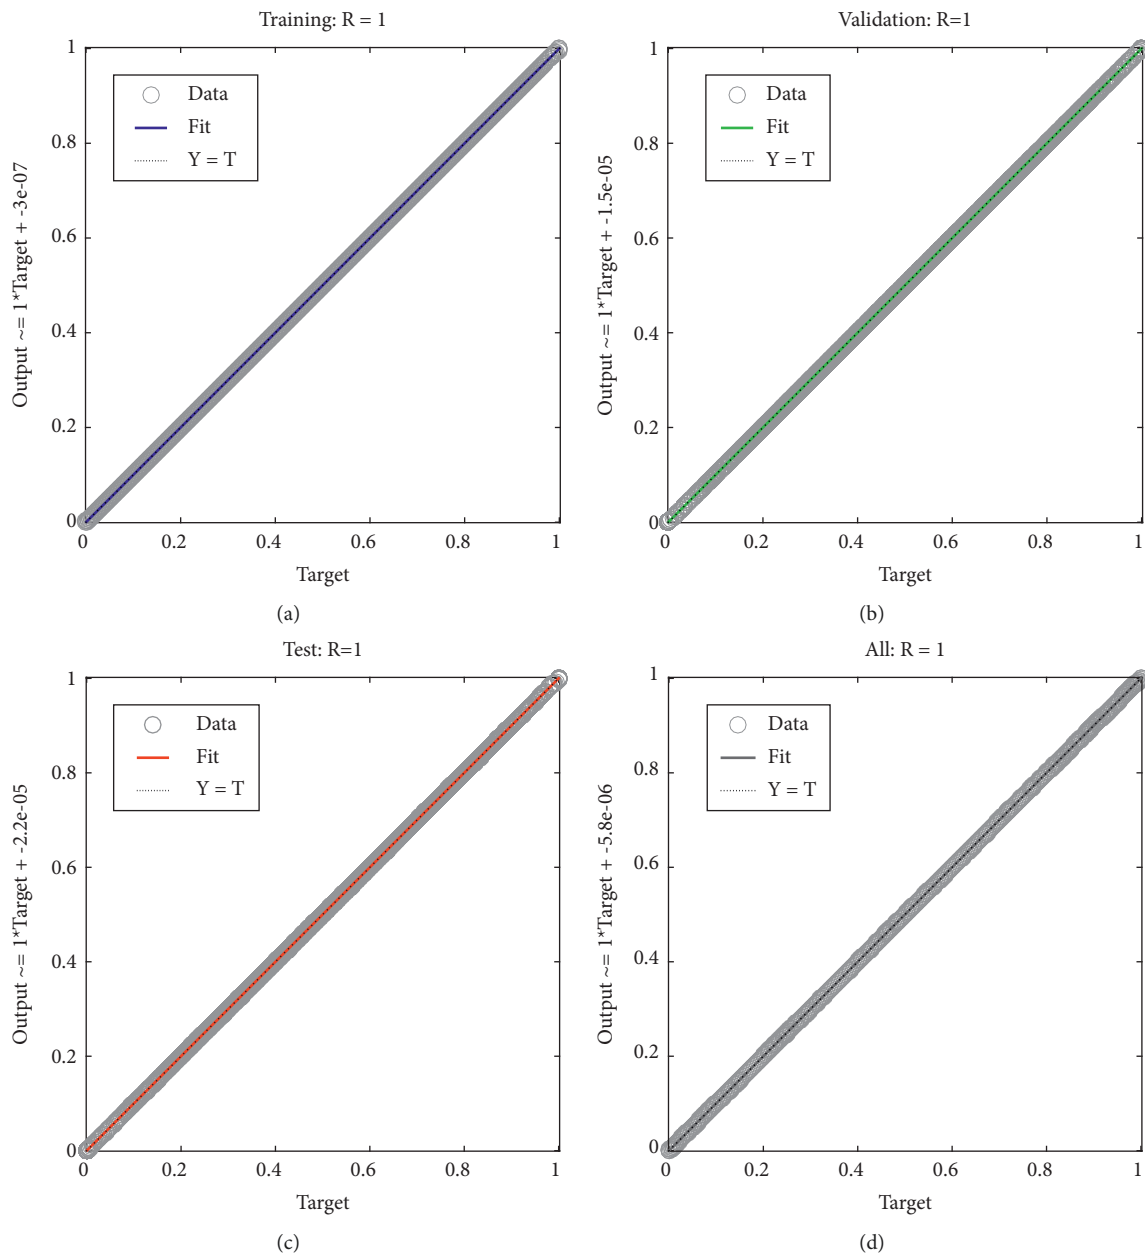 Training: R = 1
Output ~= 1*Target + -3e-07
1
0.8
0.6
0.4
0.2
0
Data
Fit
Y = T
0 0.2 0.4 0.6 0.8 1
Target
(a)
Validation: R=1
Output ~= 1*Target + -1.5e-05
1
0.8
0.6
0.4
0.2
0
Data
Fit
Y = T
0 0.2 0.4 0.6 0.8 1
Target
(b)
Test: R=1
Output ~= 1*Target + -2.2e-05
1
0.8
0.6
0.4
0.2
0
Data
Fit
Y = T
0 0.2 0.4 0.6 0.8 1
Target
(c)
All: R = 1
Output ~= 1*Target + -5.8e-06
1
0.8
0.6
0.4
0.2
0
Data
Fit
Y = T
0 0.2 0.4 0.6 0.8 1
Target
(d)